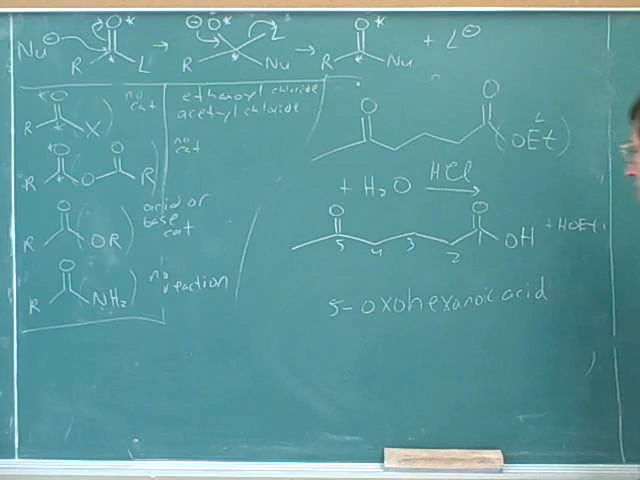 Nu⊖ R O* * L → ⊖ O* R L Nu * → R O* * Nu + L⊖
R O X no cat ethanoyl chloride
acetyl chloride
R O O O R no cat
R O OR acid or base cat
R O NH₂ no reaction
O O OEt L
+ H₂O HCl
O 5 4 3 2 O OH + HOEt
5-oxohexanoic acid